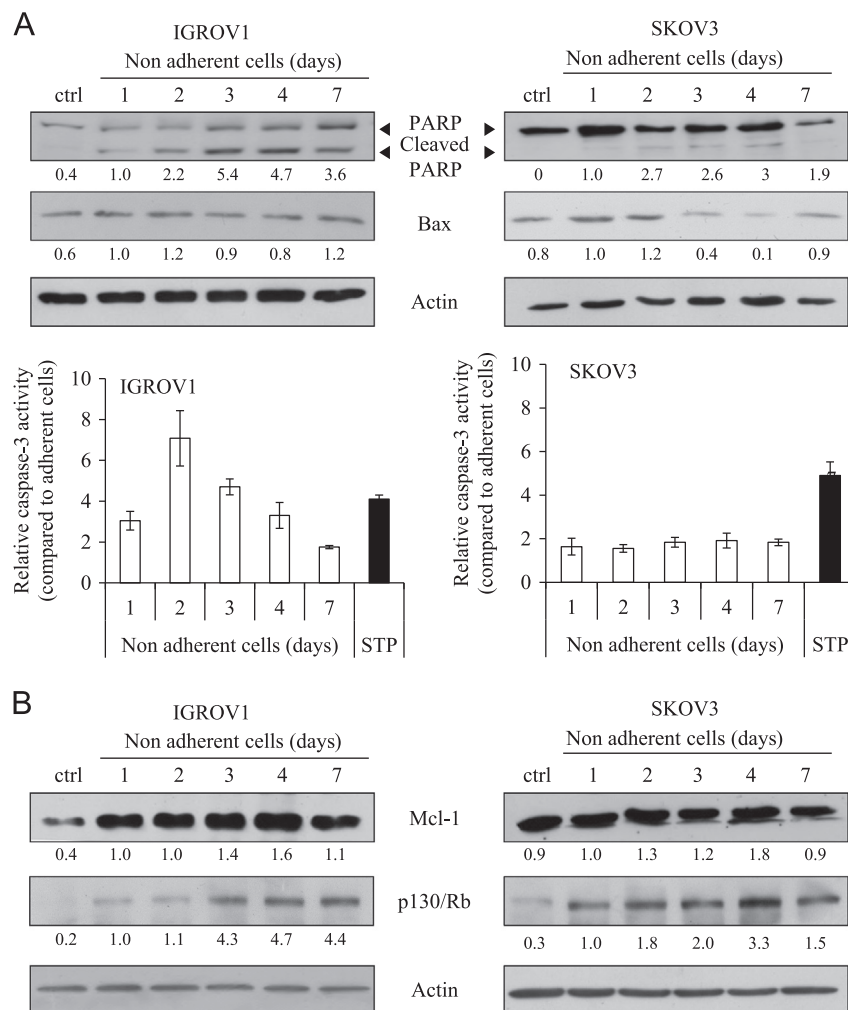 A
IGROV1
Non adherent cells (days)
ctrl 1 2 3 4 7
SKOV3
Non adherent cells (days)
ctrl 1 2 3 4 7
PARP
Cleaved
PARP
0.4 1.0 2.2 5.4 4.7 3.6
0 1.0 2.7 2.6 3 1.9
Bax
0.6 1.0 1.2 0.9 0.8 1.2
0.8 1.0 1.2 0.4 0.1 0.9
Actin
Relative caspase-3 activity
(compared to adherent cells)
10
8
6
4
2
0
IGROV1
1 2 3 4 7
Non adherent cells (days) STP
Relative caspase-3 activity
(compared to adherent cells)
10
8
6
4
2
0
SKOV3
1 2 3 4 7
Non adherent cells (days) STP
B
IGROV1
Non adherent cells (days)
ctrl 1 2 3 4 7
SKOV3
Non adherent cells (days)
ctrl 1 2 3 4 7
Mcl-1
0.4 1.0 1.0 1.4 1.6 1.1
0.9 1.0 1.3 1.2 1.8 0.9
p130/Rb
0.2 1.0 1.1 4.3 4.7 4.4
0.3 1.0 1.8 2.0 3.3 1.5
Actin